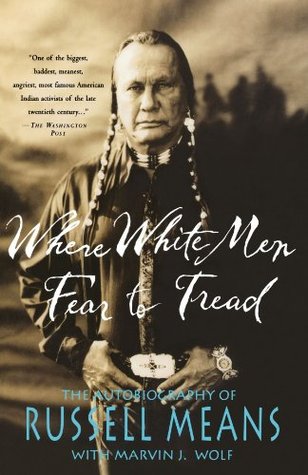 "One of the biggest,
baddest, meanest,
angriest, most famous American
Indian activists of the late
twentieth century..."
—THE WASHINGTON
POST
Where White Men
Fear to Tread
THE AUTOBIOGRAPHY OF
RUSSELL MEANS
WITH MARVIN J. WOLF